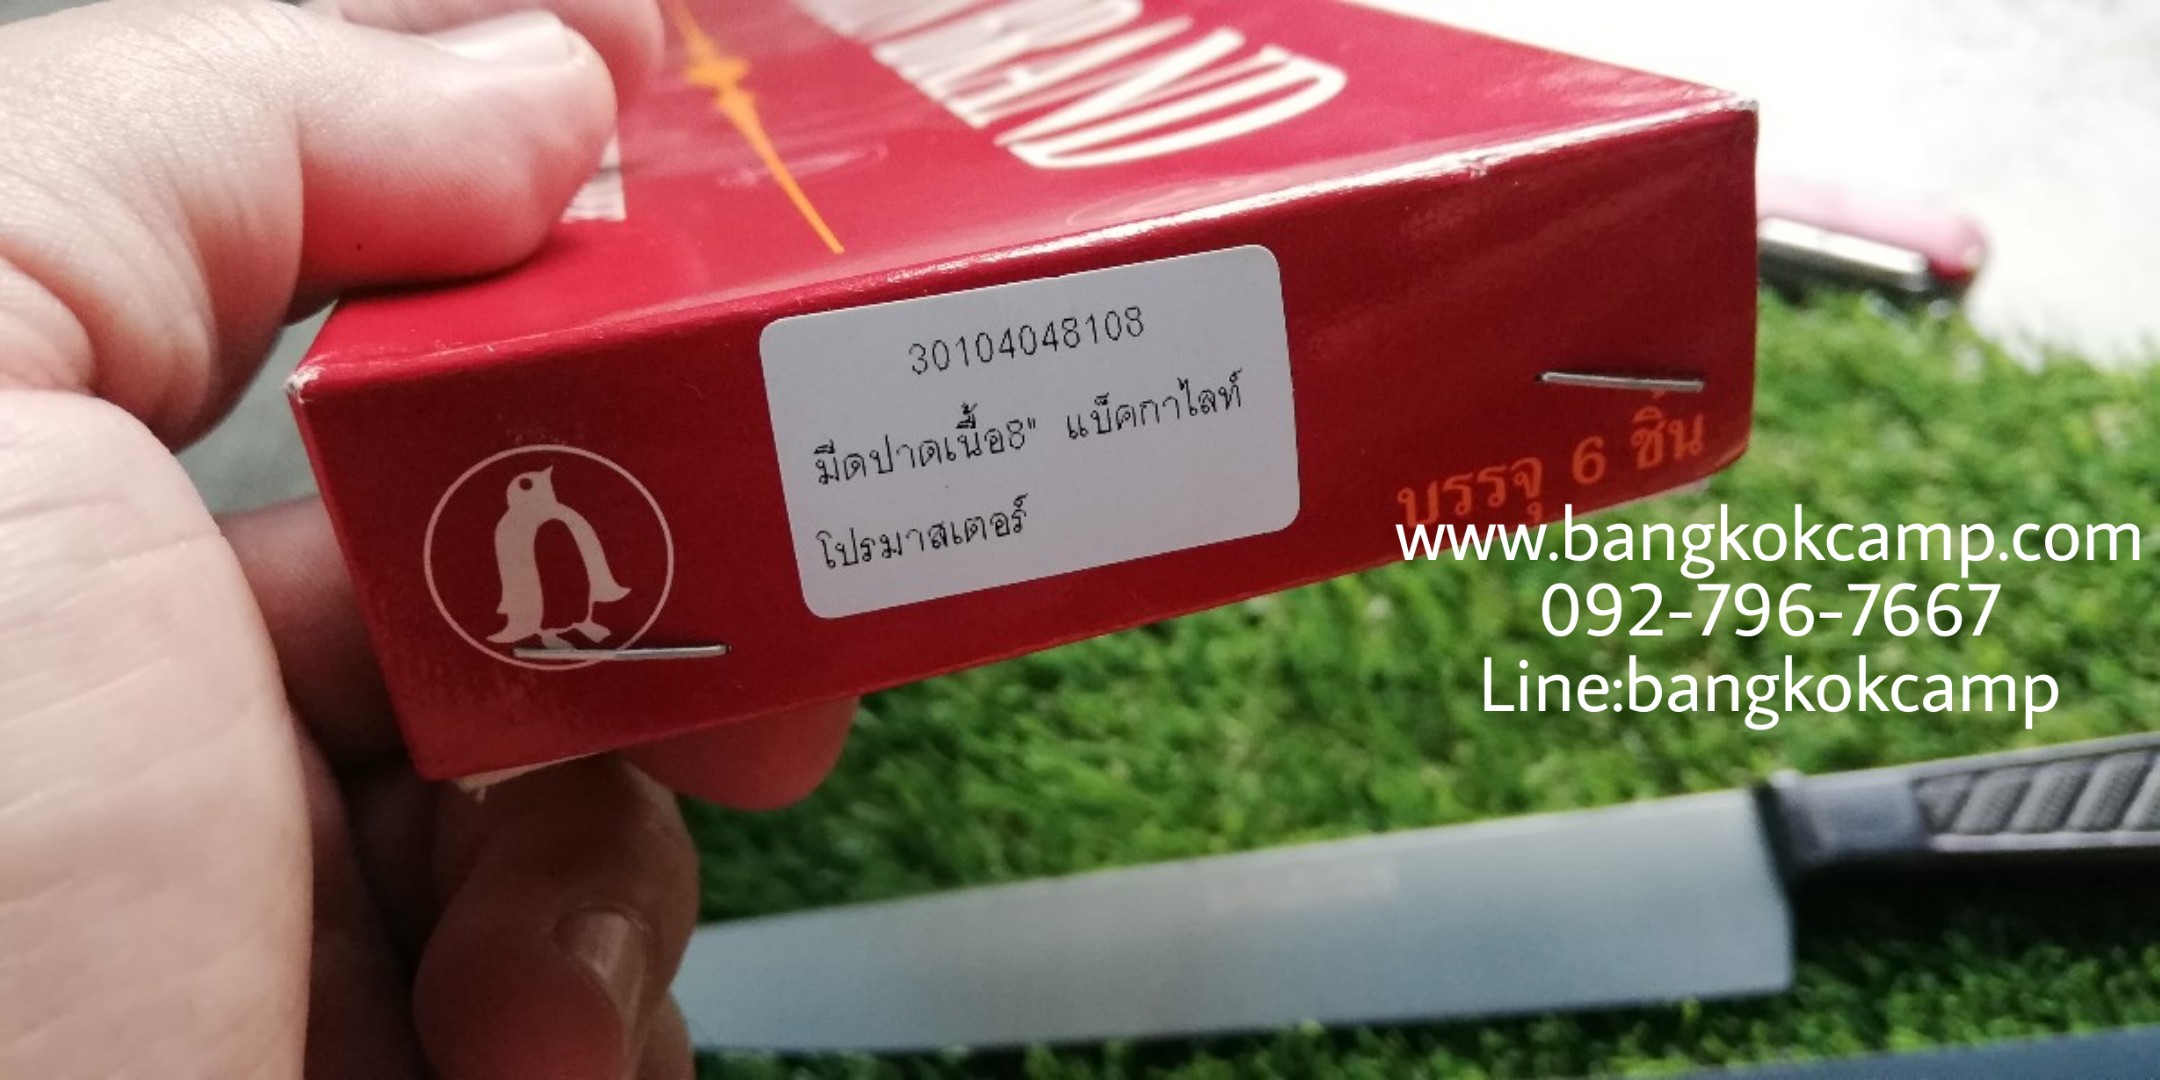 BRAND
30104048108
มีดปาดเนื้อ8" แบ็คกาไลท์
โปรมาสเตอร์
บรรจุ 6 ชิ้น
www.bangkokcamp.com
092-796-7667
Line:bangkokcamp